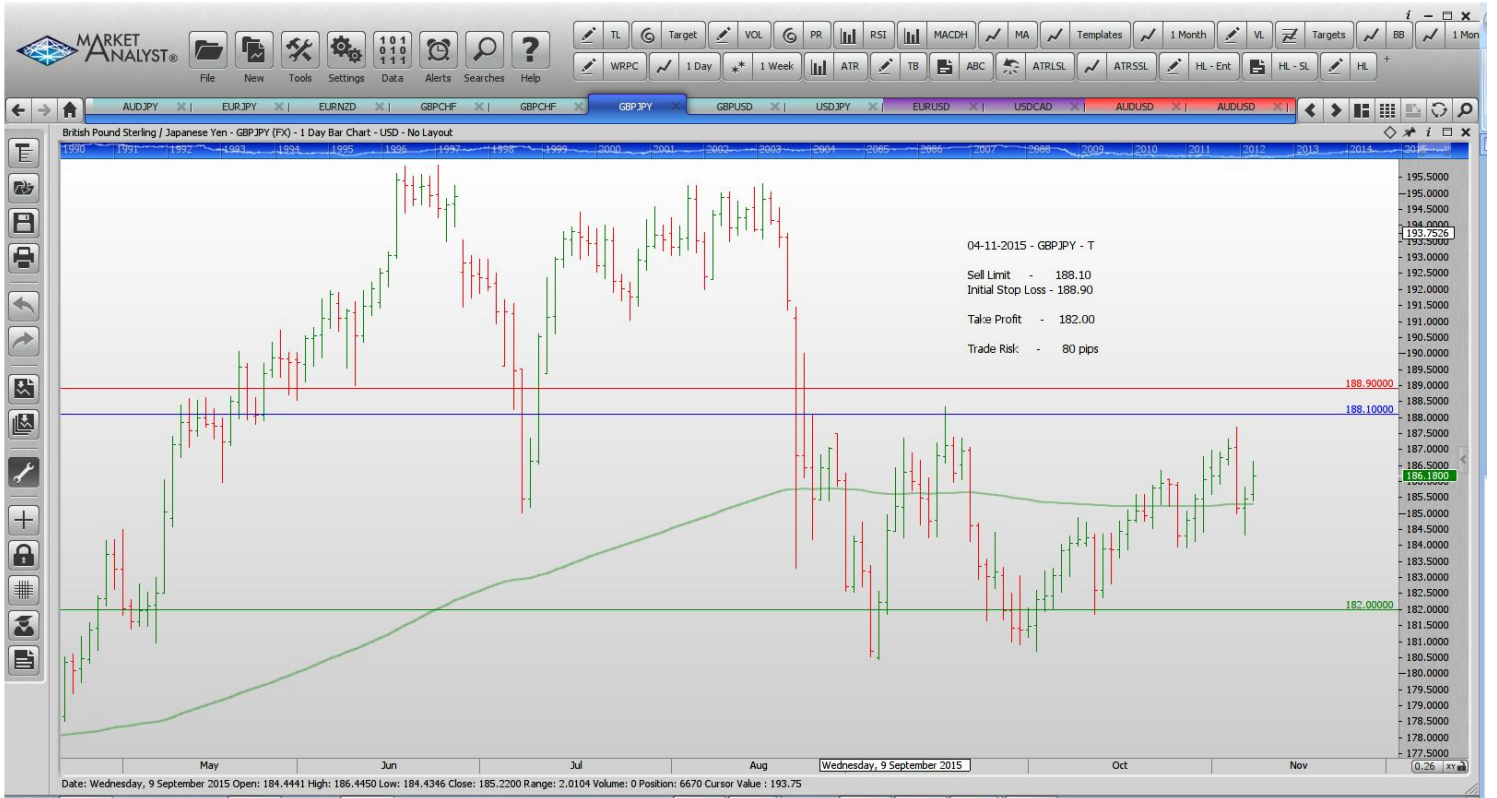 MARKET
ANALYST®
File New Tools Settings Data Alerts Searches Help
101
010
111
TL Target VOL PR RSI MACDH MA Templates 1 Month VL Targets BB 1 Mon
WRPC 1 Day 1 Week ATR TB ABC ATRLSL ATRSSL HL - Ent HL - SL HL +
AUDJPY EURJPY EURNZD GBPCHF GBPCHF GBPJPY GBPUSD USDJPY EURUSD USDCAD AUDUSD AUDUSD
British Pound Sterling / Japanese Yen - GBPJPY (FX) - 1 Day Bar Chart - USD - No Layout
1990 1991 1992 1993 1994 1995 1996 1997 1998 1999 2000 2001 2002 2003 2004 2005 2006 2007 2008 2009 2010 2011 2012 2013 2014 2015
195.5000
195.0000
194.5000
194.0000
193.7526
193.5000
193.0000
192.5000
192.0000
191.5000
191.0000
190.5000
190.0000
189.5000
189.0000
188.5000
188.0000
187.5000
187.0000
186.5000
186.1800
185.5000
185.0000
184.5000
184.0000
183.5000
183.0000
182.5000
182.0000
181.5000
181.0000
180.5000
180.0000
179.5000
179.0000
178.5000
178.0000
177.5000
04-11-2015 - GBPJPY - T
Sell Limit - 188.10
Initial Stop Loss - 188.90
Take Profit - 182.00
Trade Risk - 80 pips
188.90000
188.10000
182.00000
May Jun Jul Aug Wednesday, 9 September 2015 Oct Nov 0.26 XY
Date: Wednesday, 9 September 2015 Open: 184.4441 High: 186.4450 Low: 184.4346 Close: 185.2200 Range: 2.0104 Volume: 0 Position: 6670 Cursor Value : 193.75